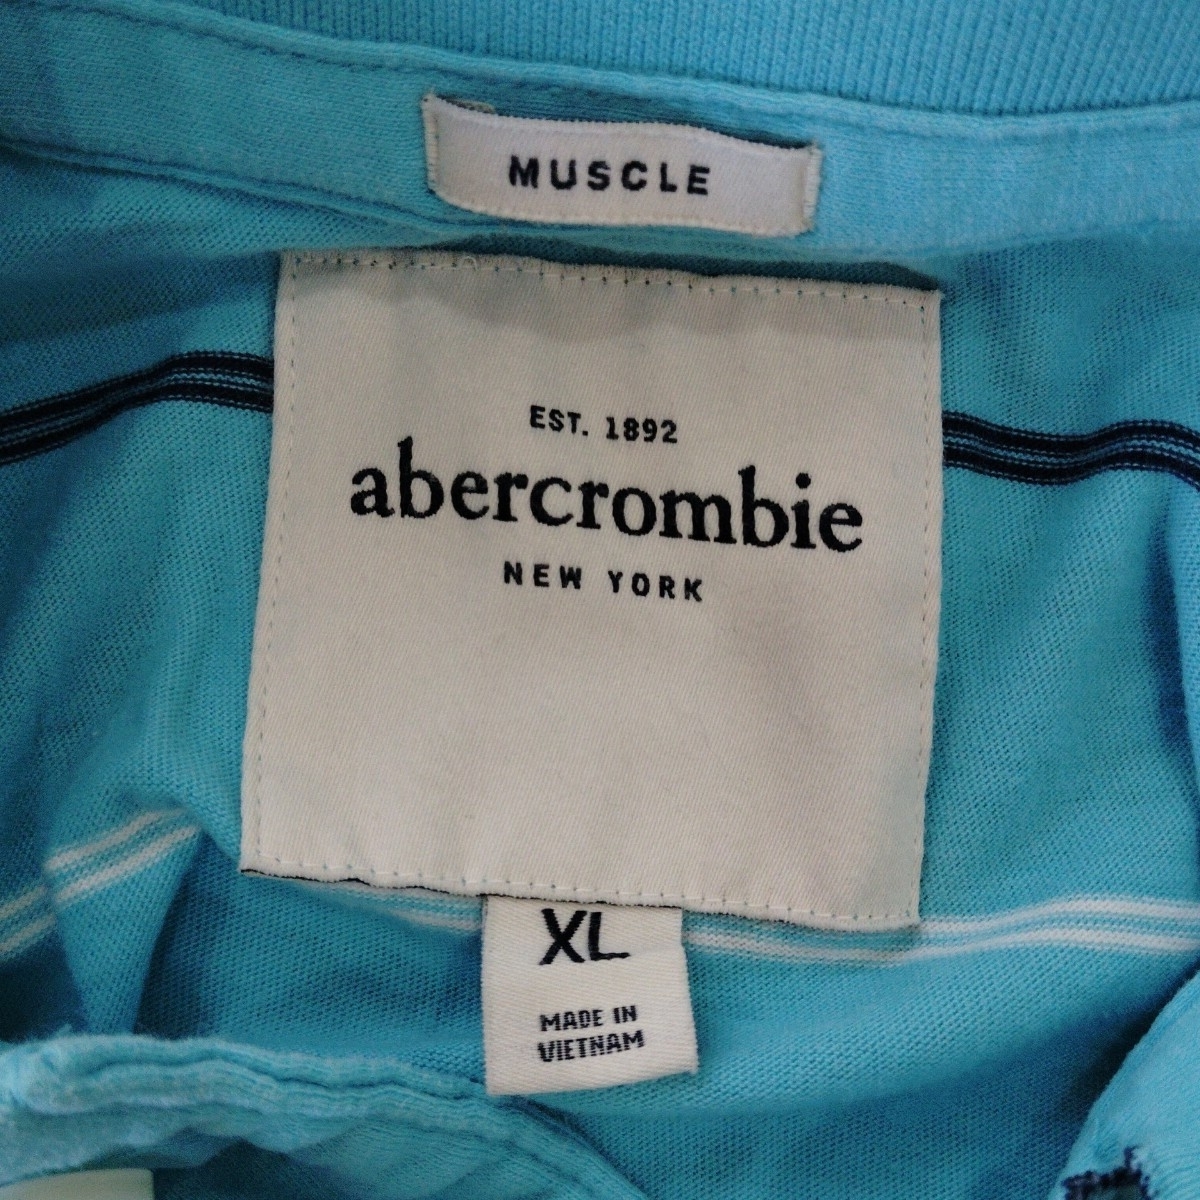 MUSCLE
EST. 1892
abercrombie
NEW YORK
XL
MADE IN
VIETNAM